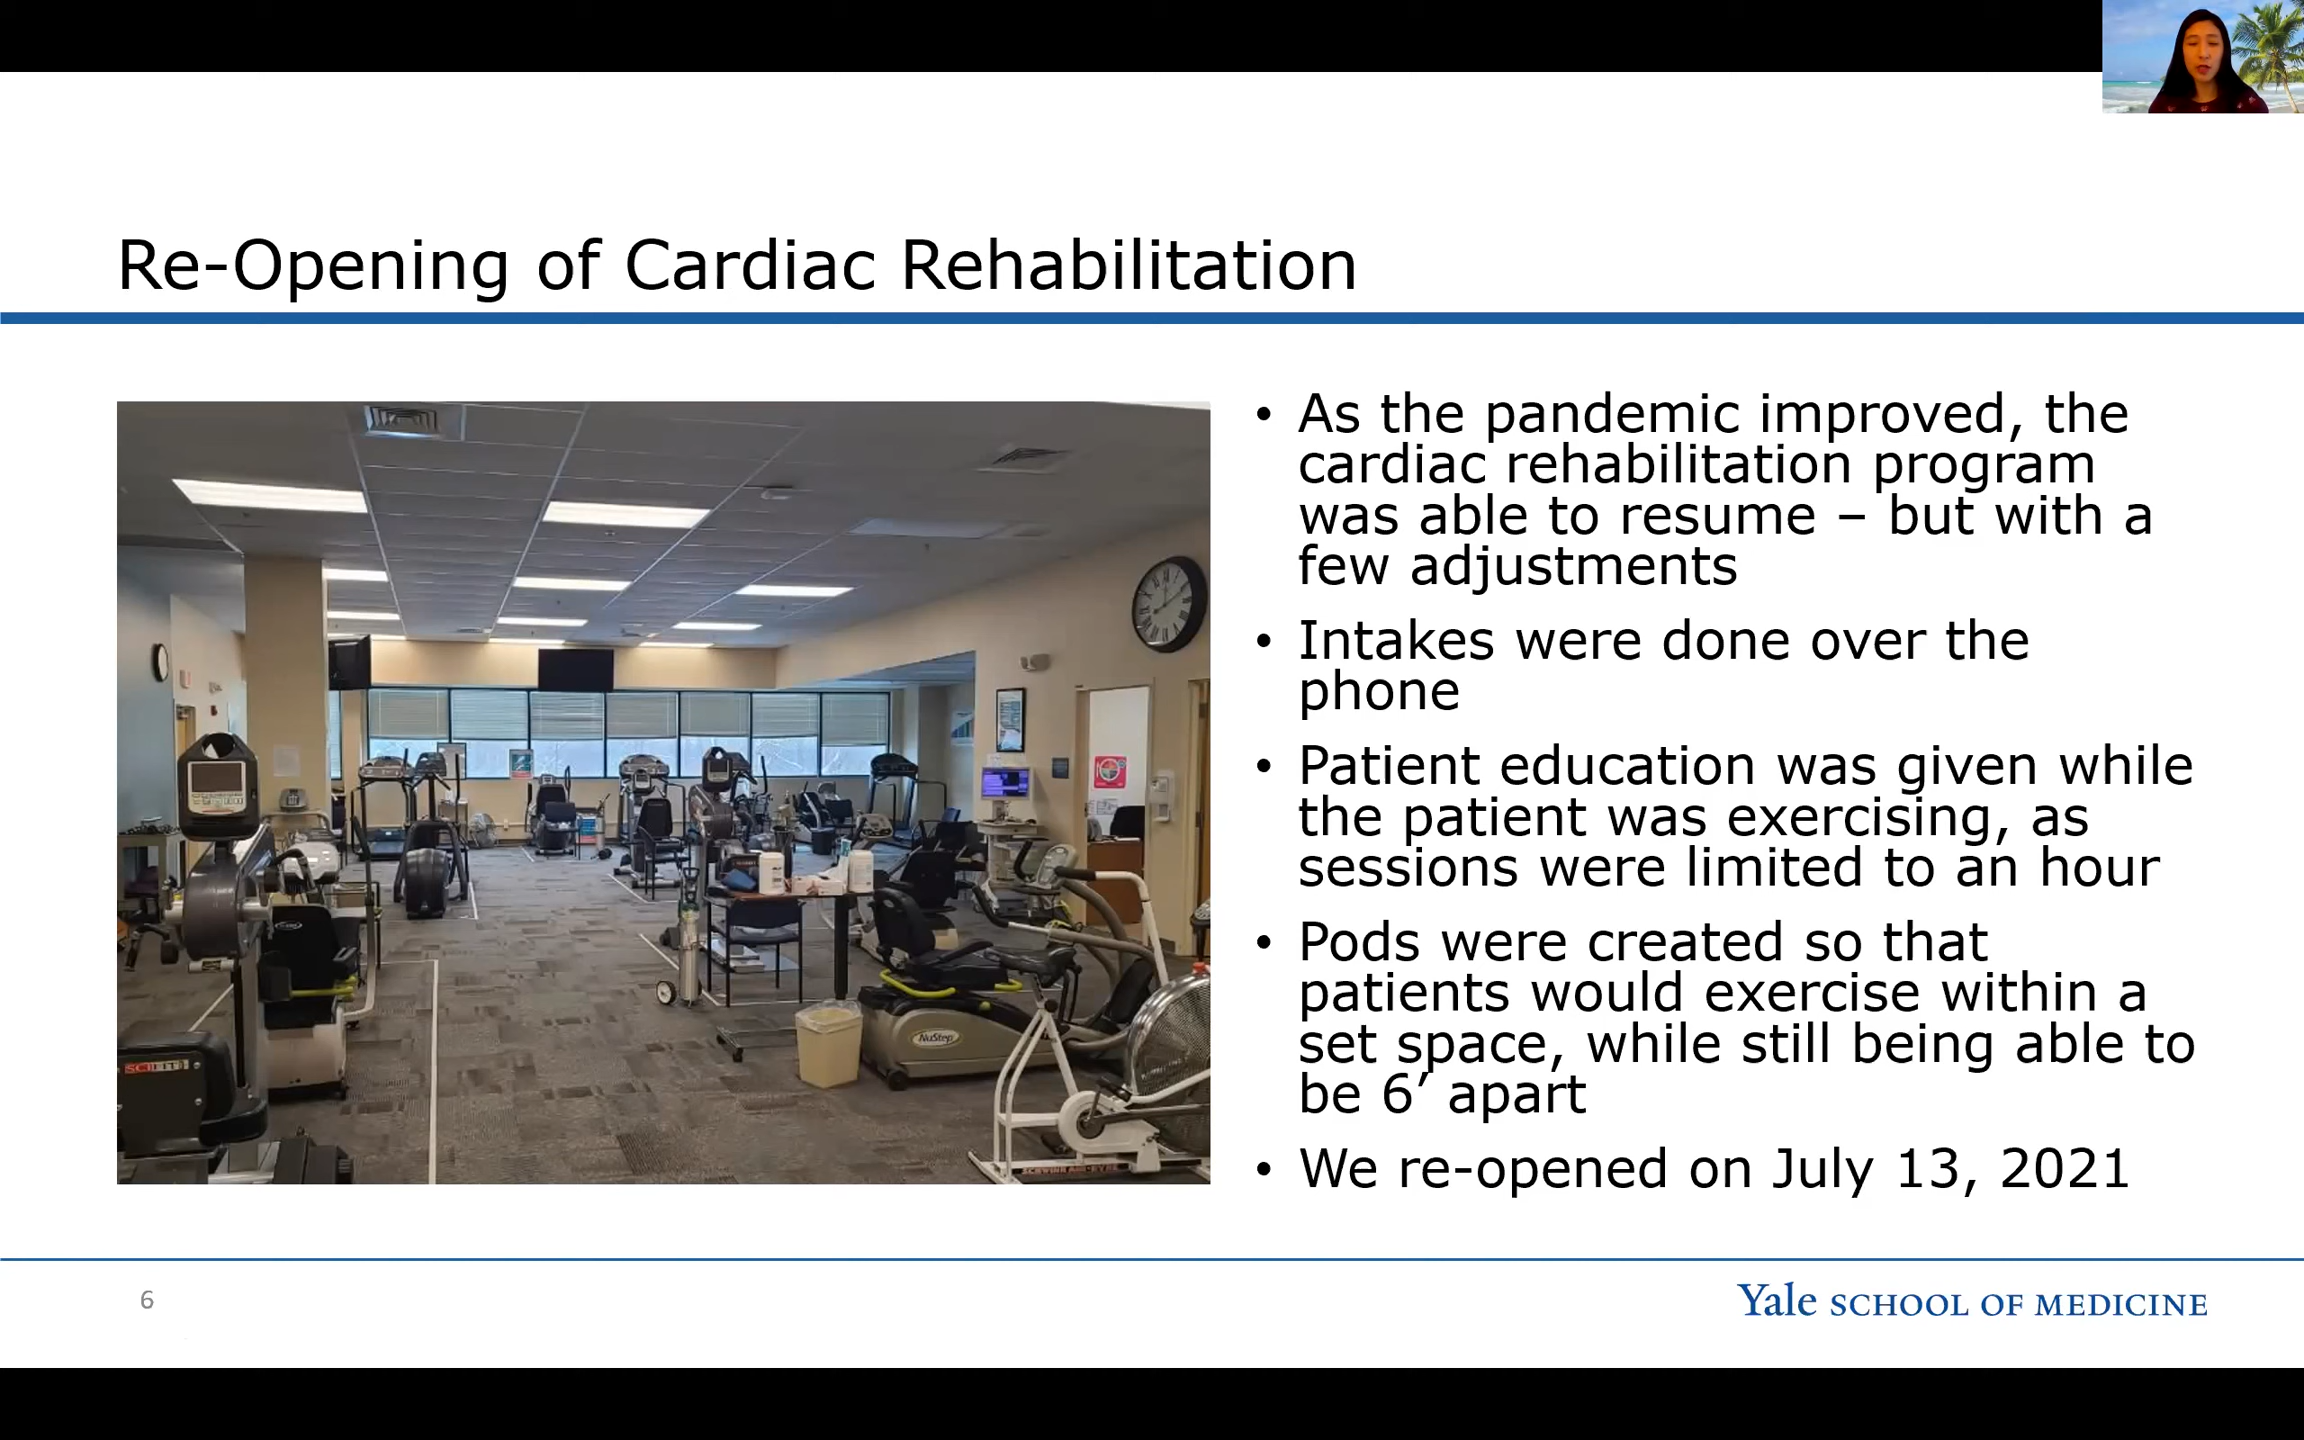 Re-Opening of Cardiac Rehabilitation
• As the pandemic improved, the
cardiac rehabilitation program
was able to resume – but with a
few adjustments
• Intakes were done over the
phone
• Patient education was given while
the patient was exercising, as
sessions were limited to an hour
• Pods were created so that
patients would exercise within a
set space, while still being able to
be 6’ apart
• We re-opened on July 13, 2021
NuStep
6
Yale SCHOOL OF MEDICINE